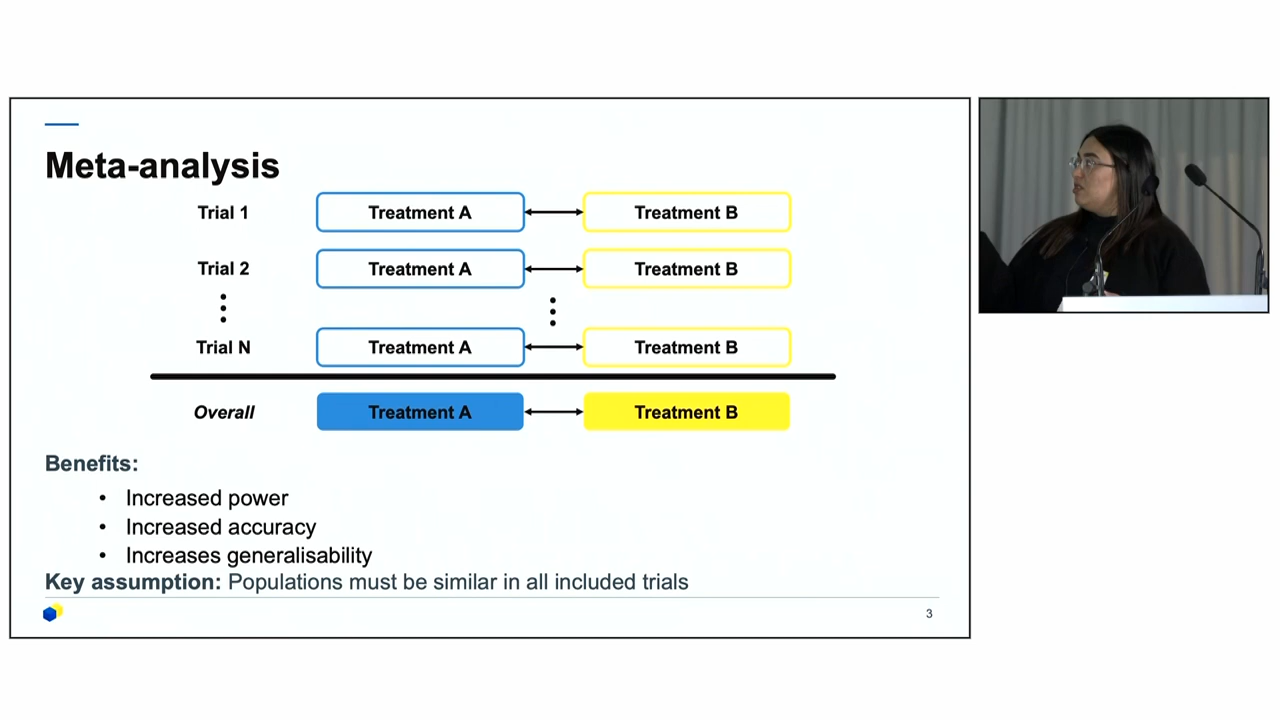 Meta-analysis
Trial 1 Treatment A Treatment B
Trial 2 Treatment A Treatment B
Trial N Treatment A Treatment B
Overall Treatment A Treatment B
Benefits:
• Increased power
• Increased accuracy
• Increases generalisability
Key assumption: Populations must be similar in all included trials
3